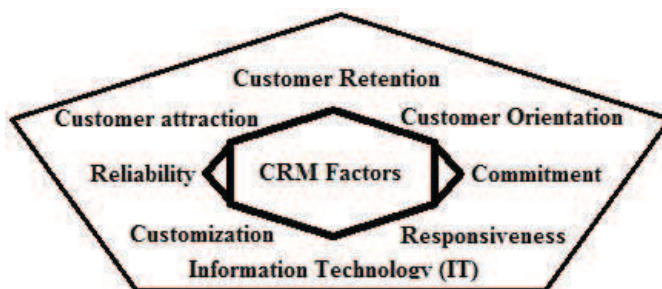 Customer Retention
Customer attraction
Customer Orientation
Reliability
CRM Factors
Commitment
Customization
Responsiveness
Information Technology (IT)